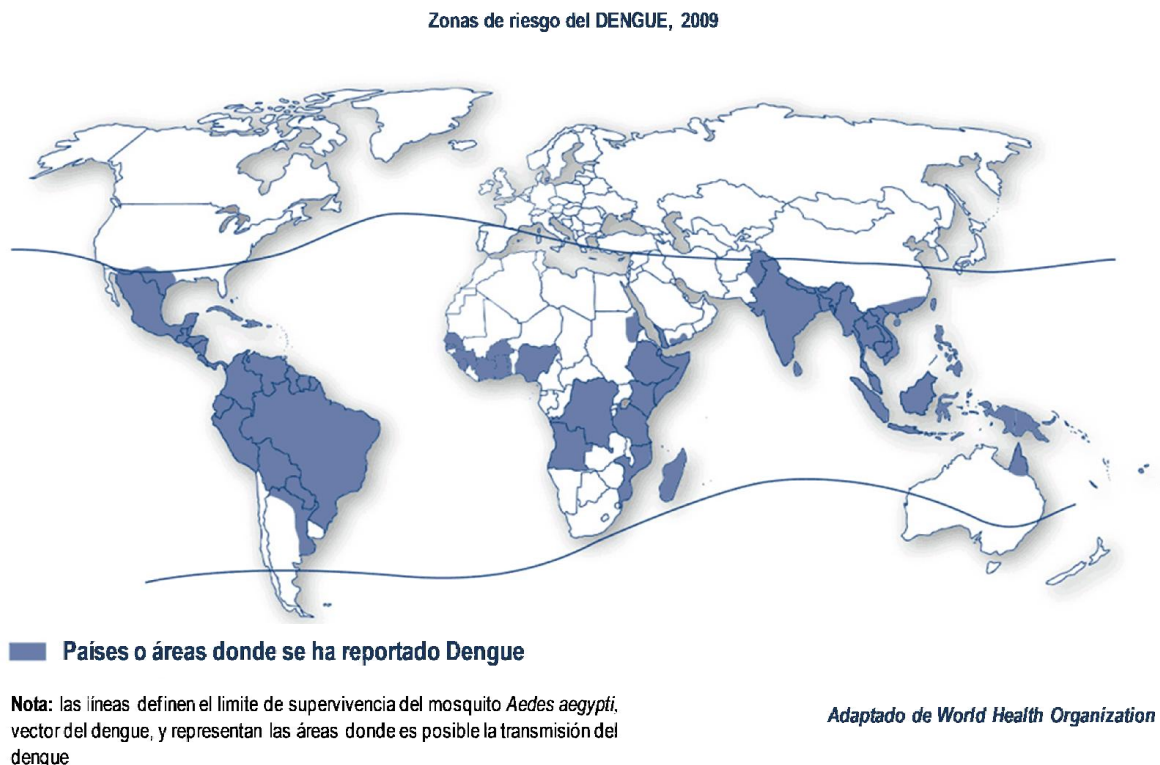 Zonas de riesgo del DENGUE, 2009
Países o áreas donde se ha reportado Dengue
Nota: las líneas definen el limite de supervivencia del mosquito Aedes aegypti,
vector del dengue, y representan las áreas donde es posible la transmisión del
dengue
Adaptado de World Health Organization